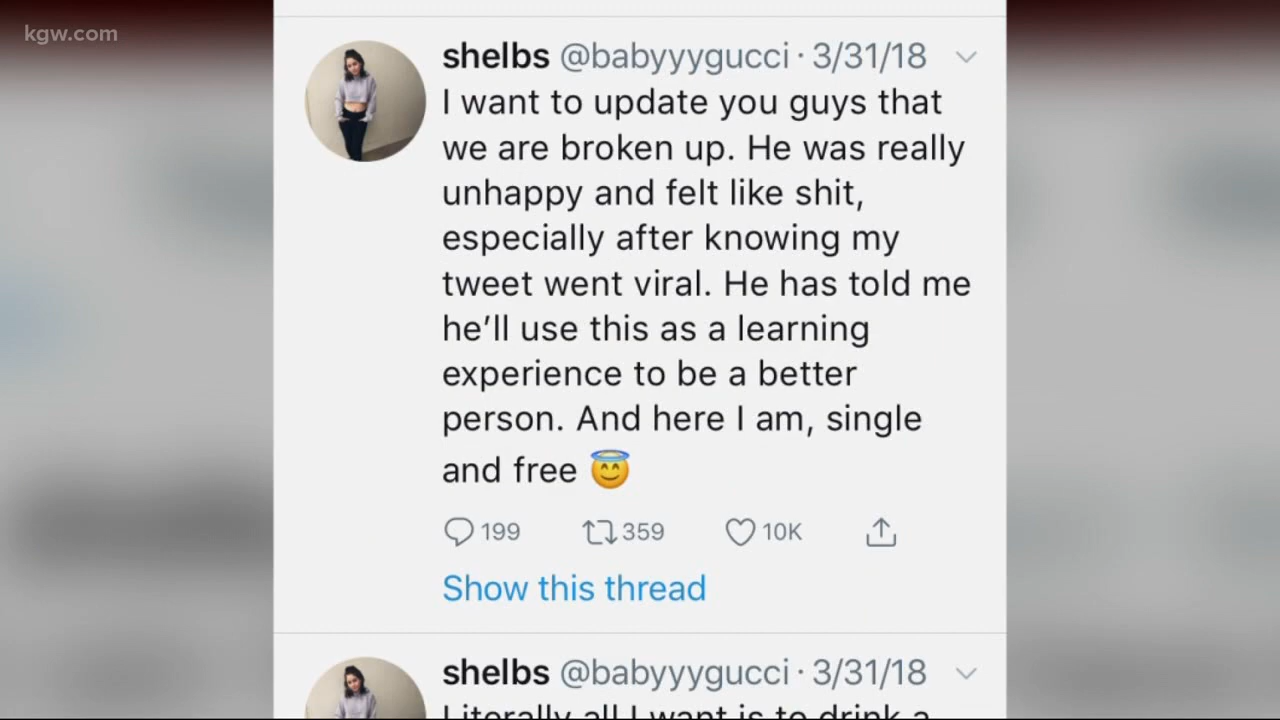 kgw.com
shelbs @babyyygucci · 3/31/18
I want to update you guys that
we are broken up. He was really
unhappy and felt like shit,
especially after knowing my
tweet went viral. He has told me
he’ll use this as a learning
experience to be a better
person. And here I am, single
and free 😇
199 359 10K
Show this thread
shelbs @babyyygucci · 3/31/18
Literally all I want is to drink a